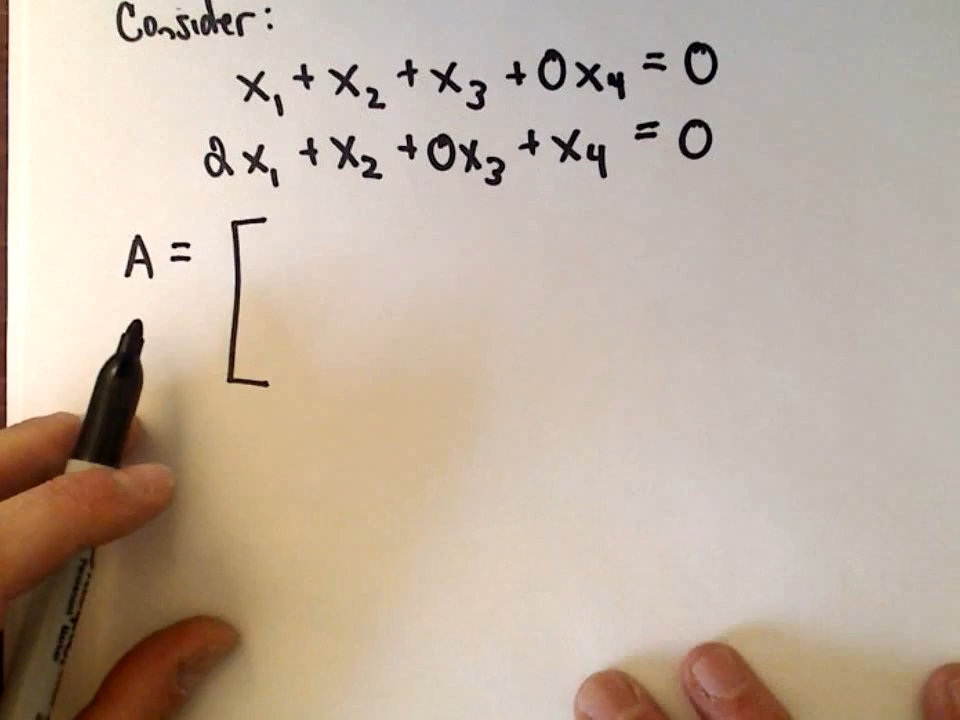 Consider:
x₁ + x₂ + x₃ + 0x₄ = 0
2x₁ + x₂ + 0x₃ + x₄ = 0
A = [